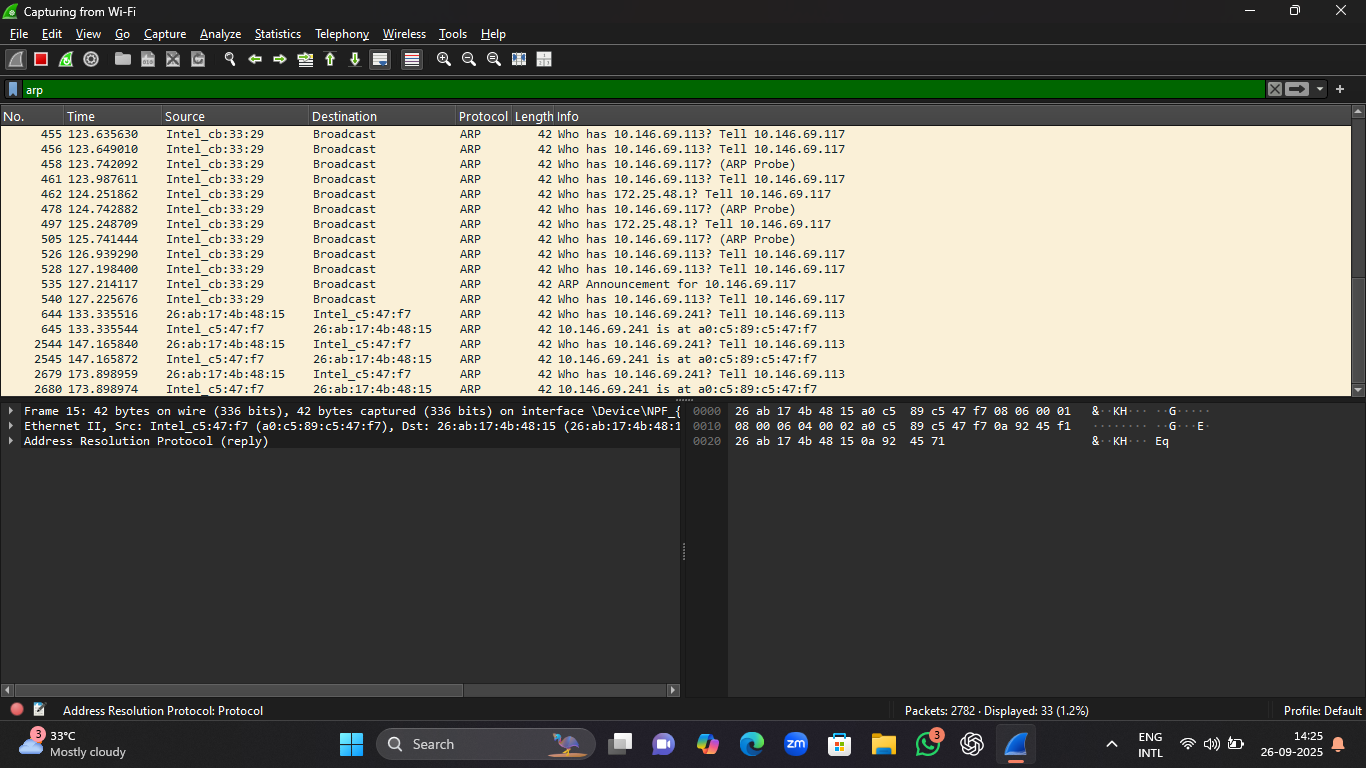 Capturing from Wi-Fi
File Edit View Go Capture Analyze Statistics Telephony Wireless Tools Help
arp
No. Time Source Destination Protocol Length Info
455 123.635630 Intel_cb:33:29 Broadcast ARP 42 Who has 10.146.69.113? Tell 10.146.69.117
456 123.649010 Intel_cb:33:29 Broadcast ARP 42 Who has 10.146.69.113? Tell 10.146.69.117
458 123.742092 Intel_cb:33:29 Broadcast ARP 42 Who has 10.146.69.117? (ARP Probe)
461 123.987611 Intel_cb:33:29 Broadcast ARP 42 Who has 10.146.69.113? Tell 10.146.69.117
462 124.251862 Intel_cb:33:29 Broadcast ARP 42 Who has 172.25.48.1? Tell 10.146.69.117
478 124.742882 Intel_cb:33:29 Broadcast ARP 42 Who has 10.146.69.117? (ARP Probe)
497 125.248709 Intel_cb:33:29 Broadcast ARP 42 Who has 172.25.48.1? Tell 10.146.69.117
505 125.741444 Intel_cb:33:29 Broadcast ARP 42 Who has 10.146.69.117? (ARP Probe)
526 126.939290 Intel_cb:33:29 Broadcast ARP 42 Who has 10.146.69.113? Tell 10.146.69.117
528 127.198400 Intel_cb:33:29 Broadcast ARP 42 Who has 10.146.69.113? Tell 10.146.69.117
535 127.214117 Intel_cb:33:29 Broadcast ARP 42 ARP Announcement for 10.146.69.117
540 127.225676 Intel_cb:33:29 Broadcast ARP 42 Who has 10.146.69.113? Tell 10.146.69.117
644 133.335516 26:ab:17:4b:48:15 Intel_c5:47:f7 ARP 42 Who has 10.146.69.241? Tell 10.146.69.113
645 133.335544 Intel_c5:47:f7 26:ab:17:4b:48:15 ARP 42 10.146.69.241 is at a0:c5:89:c5:47:f7
2544 147.165840 26:ab:17:4b:48:15 Intel_c5:47:f7 ARP 42 Who has 10.146.69.241? Tell 10.146.69.113
2545 147.165872 Intel_c5:47:f7 26:ab:17:4b:48:15 ARP 42 10.146.69.241 is at a0:c5:89:c5:47:f7
2679 173.898959 26:ab:17:4b:48:15 Intel_c5:47:f7 ARP 42 Who has 10.146.69.241? Tell 10.146.69.113
2680 173.898974 Intel_c5:47:f7 26:ab:17:4b:48:15 ARP 42 10.146.69.241 is at a0:c5:89:c5:47:f7
Frame 15: 42 bytes on wire (336 bits), 42 bytes captured (336 bits) on interface \Device\NPF_{
Ethernet II, Src: Intel_c5:47:f7 (a0:c5:89:c5:47:f7), Dst: 26:ab:17:4b:48:15 (26:ab:17:4b:48:1
Address Resolution Protocol (reply)
0000 26 ab 17 4b 48 15 a0 c5 89 c5 47 f7 08 06 00 01 &··KH··· ··G·····
0010 08 00 06 04 00 02 a0 c5 89 c5 47 f7 0a 92 45 f1 ········ ··G···E·
0020 26 ab 17 4b 48 15 0a 92 45 71 &··KH··· Eq
Address Resolution Protocol: Protocol
Packets: 2782 · Displayed: 33 (1.2%)
Profile: Default
3
33°C
Mostly cloudy
Search
zm
3
ENG
INTL
14:25
26-09-2025